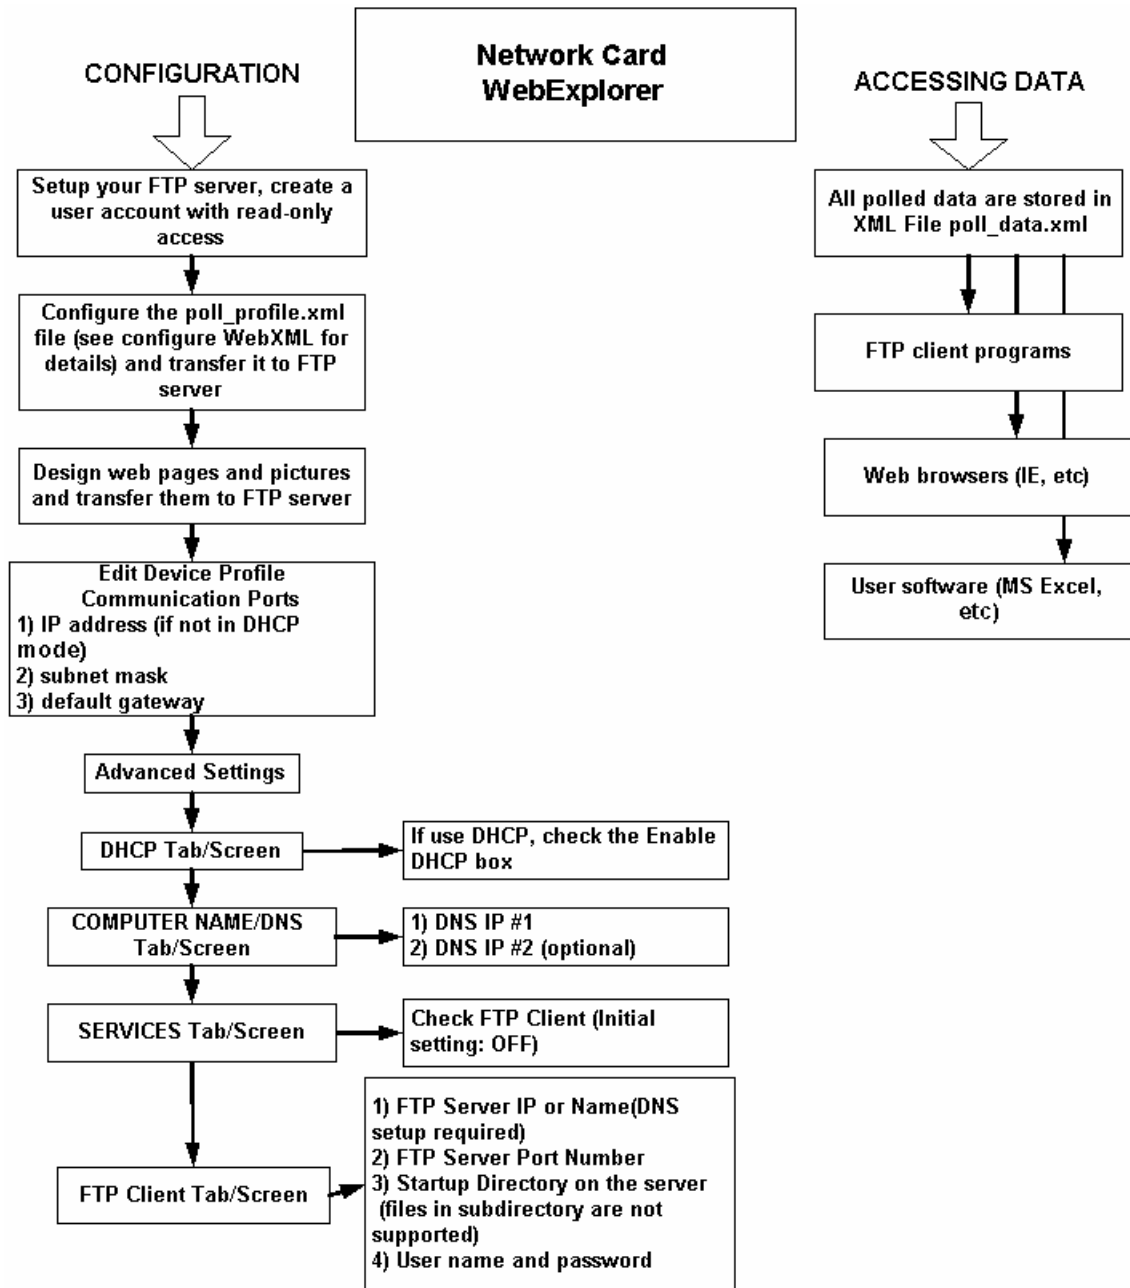 Network Card
WebExplorer
CONFIGURATION
Setup your FTP server, create a
user account with read-only
access
Configure the poll_profile.xml
file (see configure WebXML for
details) and transfer it to FTP
server
Design web pages and pictures
and transfer them to FTP server
Edit Device Profile
Communication Ports
1) IP address (if not in DHCP
mode)
2) subnet mask
3) default gateway
Advanced Settings
DHCP Tab/Screen
If use DHCP, check the Enable
DHCP box
COMPUTER NAME/DNS
Tab/Screen
1) DNS IP #1
2) DNS IP #2 (optional)
SERVICES Tab/Screen
Check FTP Client (Initial
setting: OFF)
FTP Client Tab/Screen
1) FTP Server IP or Name(DNS
setup required)
2) FTP Server Port Number
3) Startup Directory on the server
(files in subdirectory are not
supported)
4) User name and password
ACCESSING DATA
All polled data are stored in
XML File poll_data.xml
FTP client programs
Web browsers (IE, etc)
User software (MS Excel,
etc)